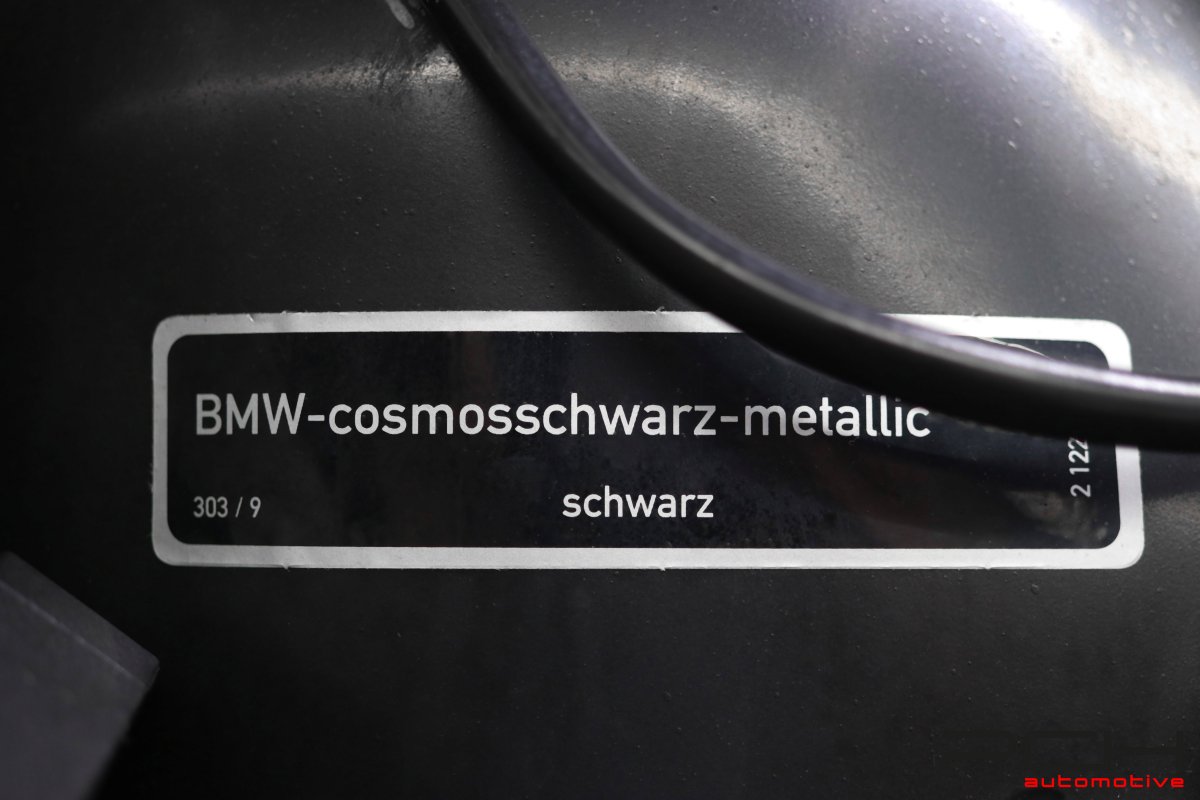 BMW-cosmosschwarz-metallic
303 / 9
schwarz
2 122
automotive